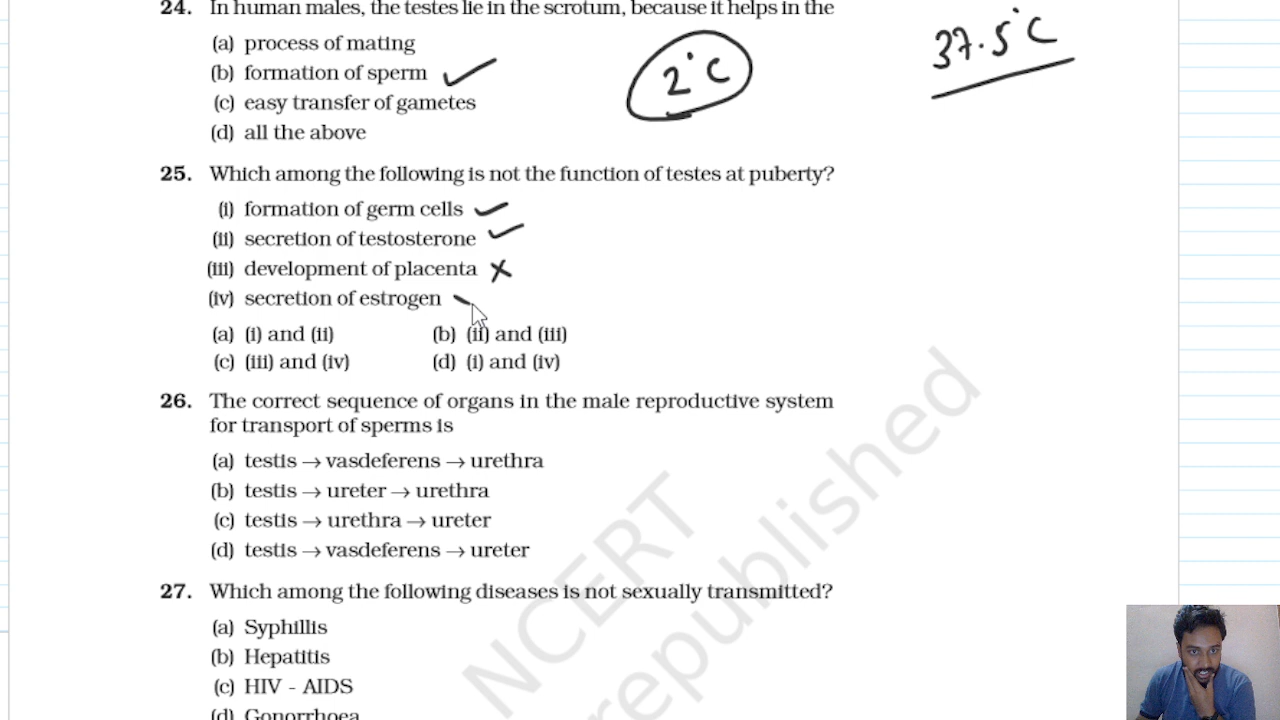 24. In human males, the testes lie in the scrotum, because it helps in the
(a) process of mating
(b) formation of sperm
(c) easy transfer of gametes
(d) all the above
2°C
37.5°C
25. Which among the following is not the function of testes at puberty?
(i) formation of germ cells
(ii) secretion of testosterone
(iii) development of placenta
(iv) secretion of estrogen
(a) (i) and (ii) (b) (ii) and (iii)
(c) (iii) and (iv) (d) (i) and (iv)
26. The correct sequence of organs in the male reproductive system
for transport of sperms is
(a) testis → vasdeferens → urethra
(b) testis → ureter → urethra
(c) testis → urethra → ureter
(d) testis → vasdeferens → ureter
27. Which among the following diseases is not sexually transmitted?
(a) Syphillis
(b) Hepatitis
(c) HIV - AIDS
(d) Gonorrhoea
NCERT
republished